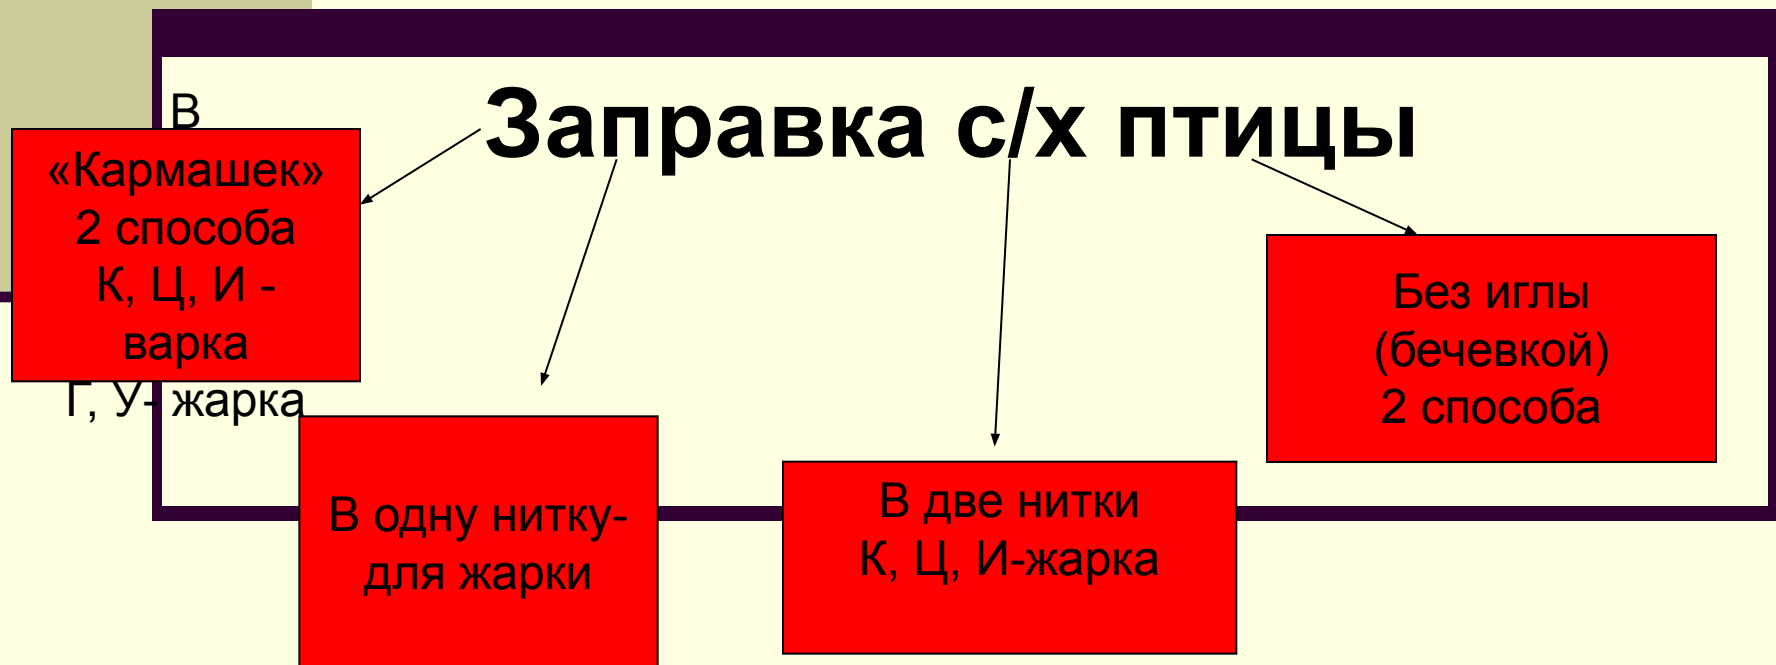 Заправка с/х птицы
В
«Кармашек»
2 способа
К, Ц, И -
варка
Г, У- жарка
В одну нитку-
для жарки
В две нитки
К, Ц, И-жарка
Без иглы
(бечевкой)
2 способа